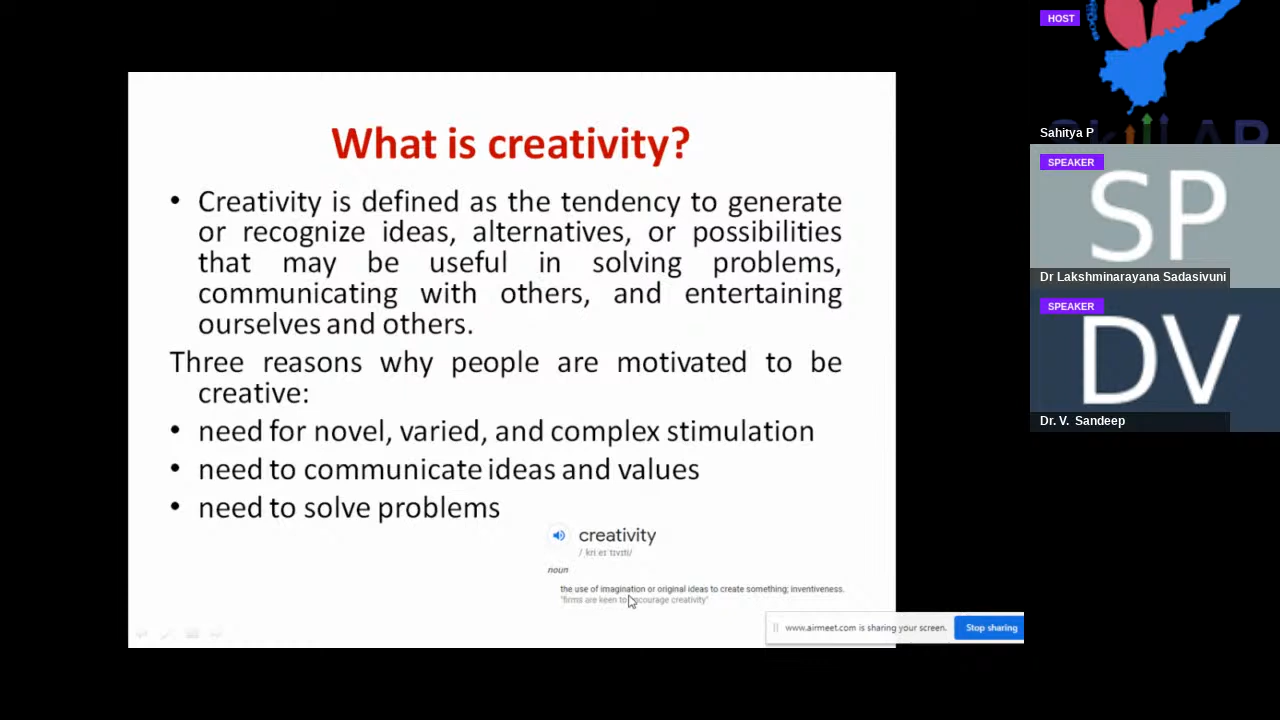 What is creativity?
• Creativity is defined as the tendency to generate
or recognize ideas, alternatives, or possibilities
that may be useful in solving problems,
communicating with others, and entertaining
ourselves and others.
Three reasons why people are motivated to be
creative:
• need for novel, varied, and complex stimulation
• need to communicate ideas and values
• need to solve problems
creativity
noun
the use of imagination or original ideas to create something; inventiveness.
"firms are keen to encourage creativity"
www.airmeet.com is sharing your screen.
Stop sharing
HOST
Sahitya P
SPEAKER
SP
Dr Lakshminarayana Sadasivuni
SPEAKER
DV
Dr. V. Sandeep